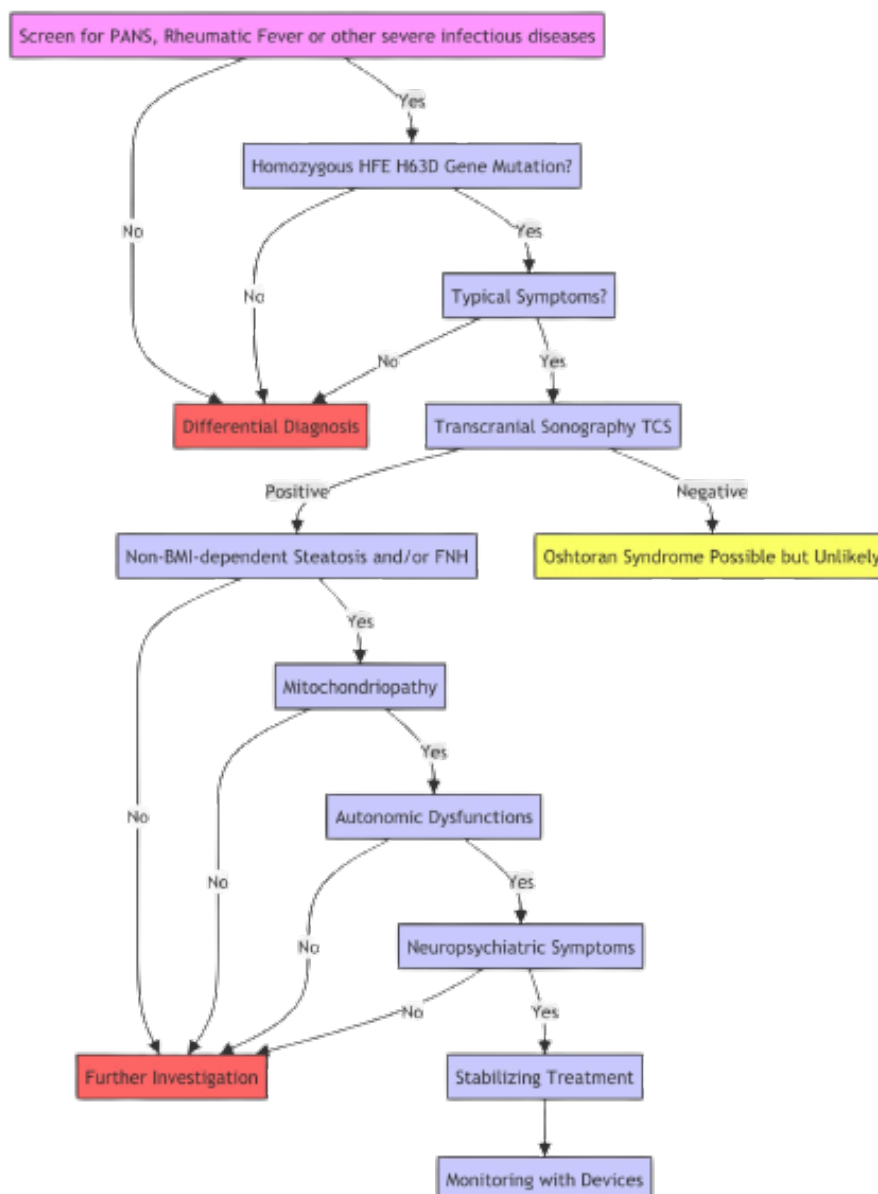 Screen for PANS, Rheumatic Fever or other severe infectious diseases
Yes
Homozygous HFE H63D Gene Mutation?
No
Yes
No
Typical Symptoms?
No
Yes
Differential Diagnosis
Transcranial Sonography TCS
Positive
Negative
Non-BMI-dependent Steatosis and/or FNH
Oshtoran Syndrome Possible but Unlikely
Yes
Mitochondriopathy
Yes
No
Autonomic Dysfunctions
No
Yes
No
Neuropsychiatric Symptoms
No
Yes
Further Investigation
Stabilizing Treatment
Monitoring with Devices